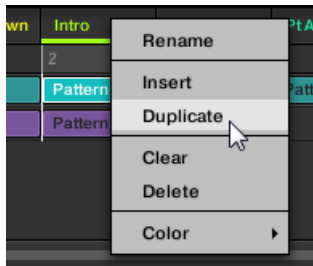 wn Intro Rename Pt A
2
Pattern Insert Patt
Pattern Duplicate
Clear
Delete
Color